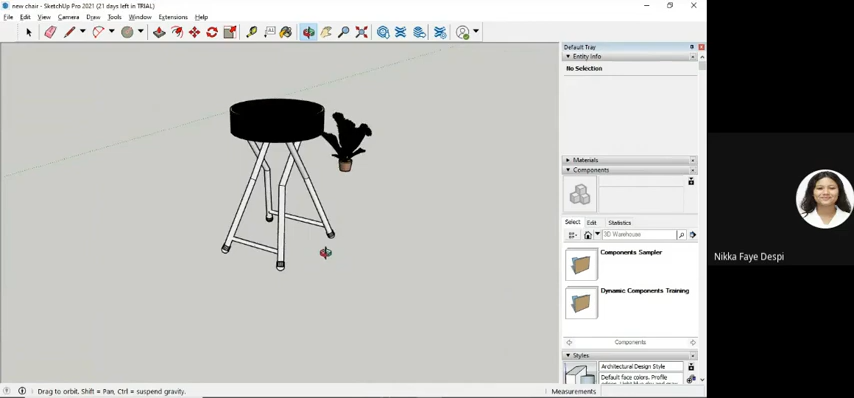 new chair - SketchUp Pro 2021 (21 days left in TRIAL)
File Edit View Camera Draw Tools Window Extensions Help
Default Tray
Entity Info
No Selection
Materials
Components
Select Edit Statistics
3D Warehouse
Components Sampler
Dynamic Components Training
Components
Styles
Architectural Design Style
Default face colors. Profile
Drag to orbit, Shift = Pan, Ctrl = suspend gravity.
Measurements
Nikka Faye Despi